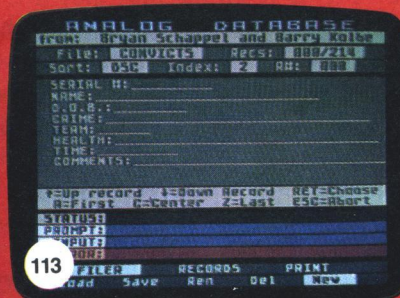 ANALOG DATABASE
from: Bryan Schappel and Barry Kolbe
File: CONVICTS Recs: 000/214
Sort: DSC Index: 2 R#: 000
SERIAL #:
NAME:
D.O.B.:
CRIME:
TEAM:
HEALTH:
TIME:
COMMENTS:
↑=Up record ↓=Down Record RET=Choose
A=First C=Center Z=Last ESC=Abort
STATUS:
PROMPT:
INPUT:
ERROR:
FILER RECORDS PRINT
Load Save Ren Del New
113